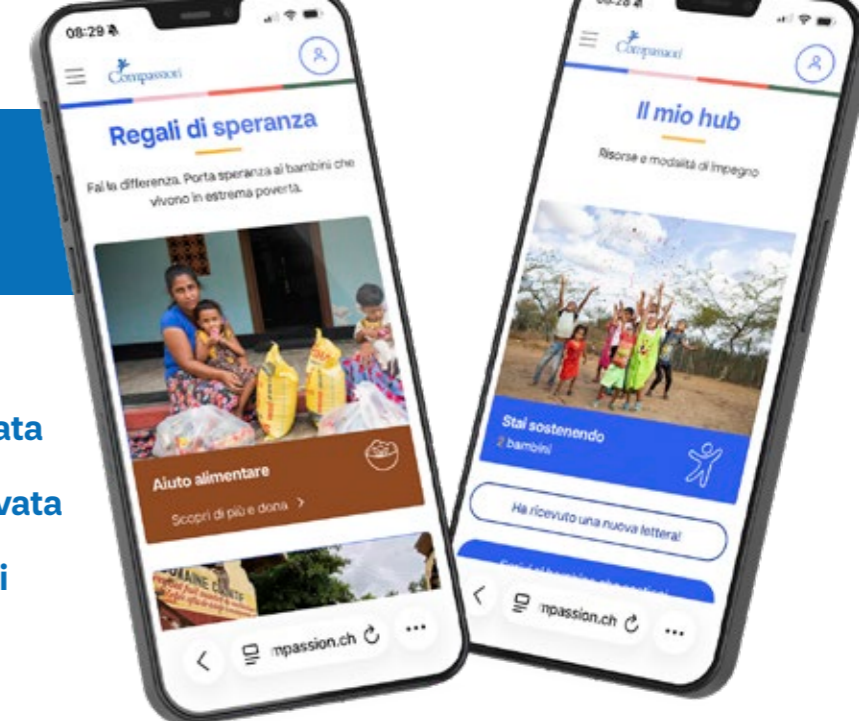 ata
vata
i
08:29
Compassion
Regali di speranza
Fai la differenza. Porta speranza ai bambini che
vivono in estrema povertà.
Aiuto alimentare
Scopri di più e dona >
mpassion.ch
08:28
Compassion
Il mio hub
Risorse e modalità di impegno
Stai sostenendo
2 bambini
Ha ricevuto una nuova lettera!
mpassion.ch